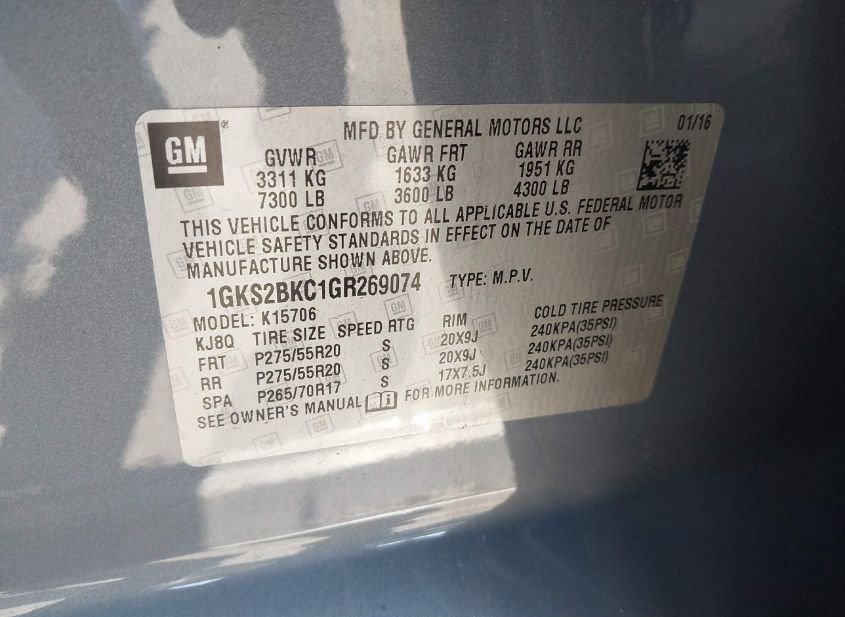 GM® MFD BY GENERAL MOTORS LLC 01/16
GVWR GAWR FRT GAWR RR
3311 KG 1633 KG 1951 KG
7300 LB 3600 LB 4300 LB
THIS VEHICLE CONFORMS TO ALL APPLICABLE U.S. FEDERAL MOTOR
VEHICLE SAFETY STANDARDS IN EFFECT ON THE DATE OF
MANUFACTURE SHOWN ABOVE.
1GKS2BKC1GR269074 TYPE: M.P.V.
MODEL: K15706
KJ8Q TIRE SIZE SPEED RTG RIM COLD TIRE PRESSURE
FRT P275/55R20 S 20X9J 240KPA(35PSI)
RR P275/55R20 S 20X9J 240KPA(35PSI)
SPA P265/70R17 S 17X7.5J 240KPA(35PSI)
SEE OWNER'S MANUAL FOR MORE INFORMATION.